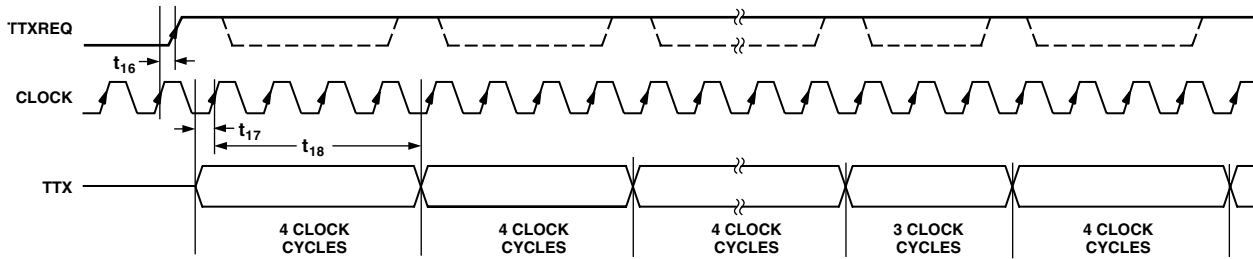 TTXREQ
t16
CLOCK
t17
t18
TTX
4 CLOCK
CYCLES
4 CLOCK
CYCLES
4 CLOCK
CYCLES
3 CLOCK
CYCLES
4 CLOCK
CYCLES